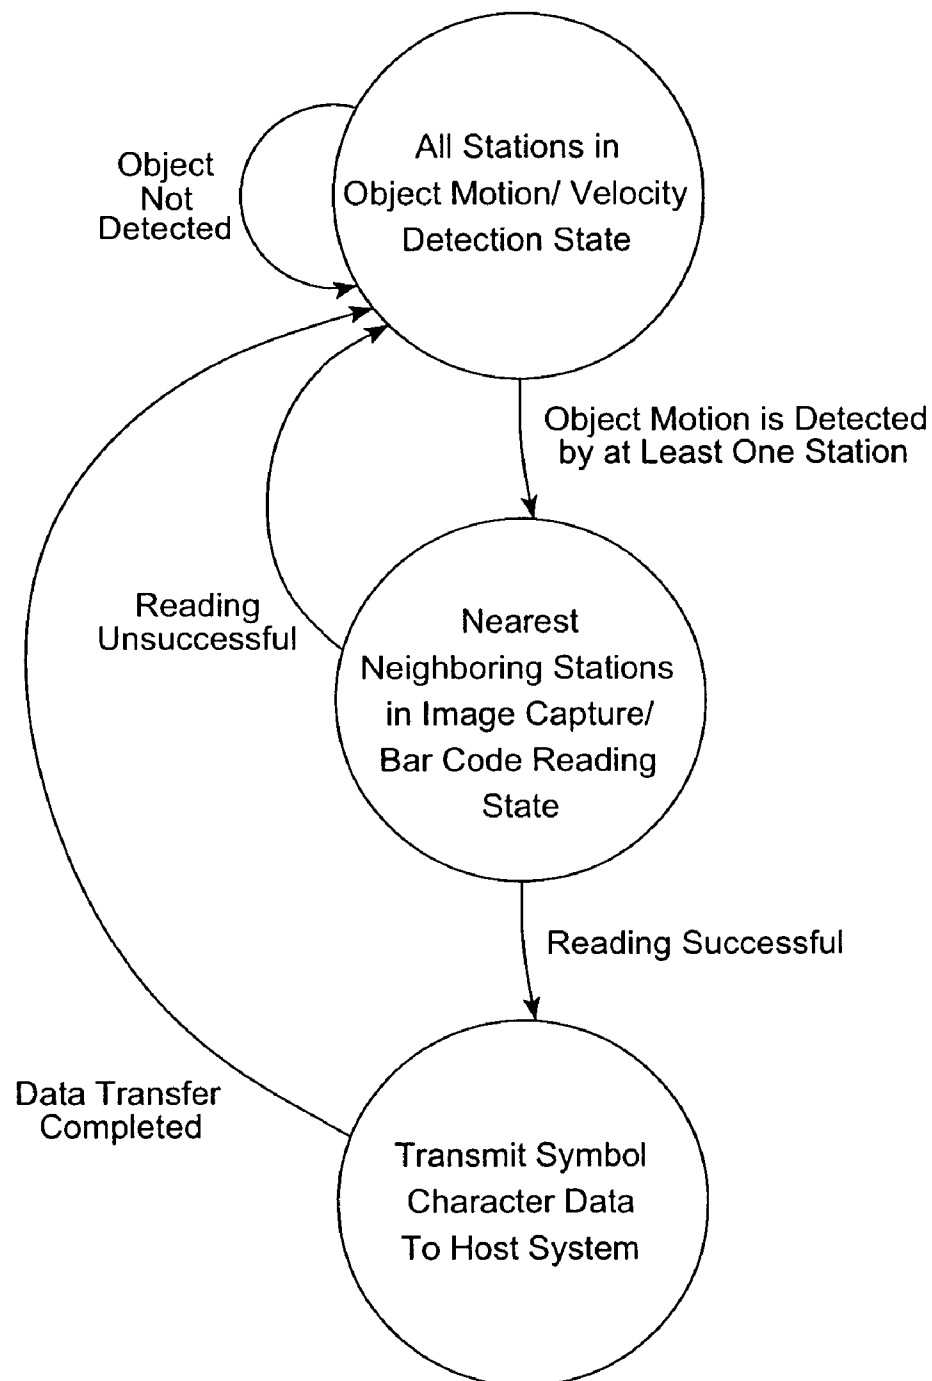 All Stations in
Object Motion/ Velocity
Detection State
Object
Not
Detected
Object Motion is Detected
by at Least One Station
Nearest
Neighboring Stations
in Image Capture/
Bar Code Reading
State
Reading
Unsuccessful
Reading Successful
Data Transfer
Completed
Transmit Symbol
Character Data
To Host System